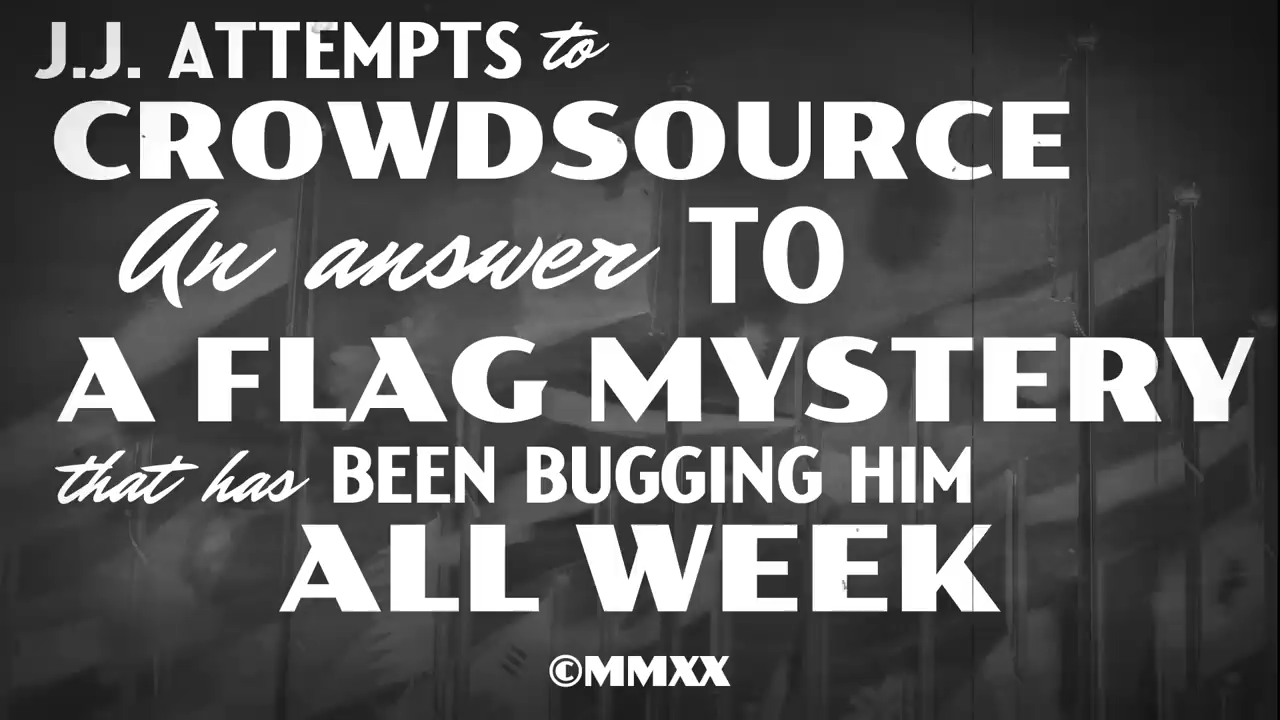 J.J. ATTEMPTS to
CROWDSOURCE
An answer TO
A FLAG MYSTERY
that has BEEN BUGGING HIM
ALL WEEK
©MMXX